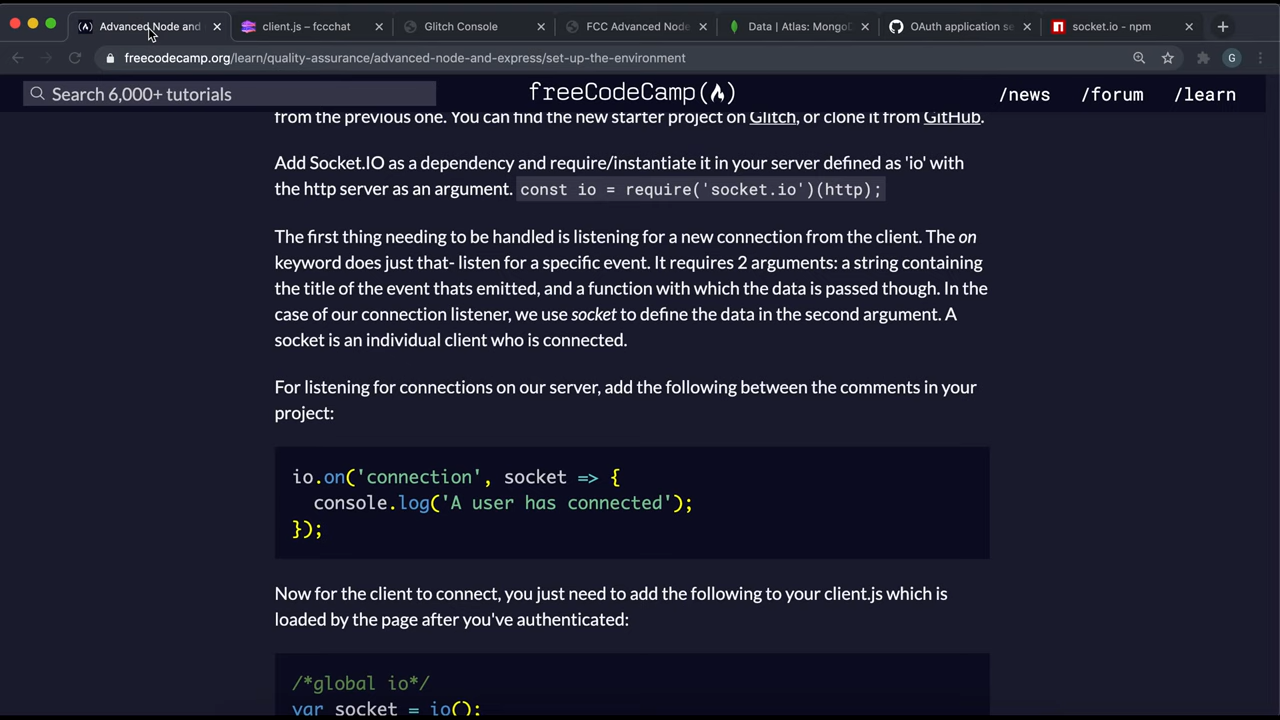 Advanced Node and
client.js – fccchat
Glitch Console
FCC Advanced Node
Data | Atlas: MongoD
OAuth application se
socket.io - npm
freecodecamp.org/learn/quality-assurance/advanced-node-and-express/set-up-the-environment
G
Search 6,000+ tutorials
freeCodeCamp
/news
/forum
/learn
from the previous one. You can find the new starter project on Glitch, or clone it from GitHub.
Add Socket.IO as a dependency and require/instantiate it in your server defined as 'io' with
the http server as an argument. const io = require('socket.io')(http);
The first thing needing to be handled is listening for a new connection from the client. The on
keyword does just that- listen for a specific event. It requires 2 arguments: a string containing
the title of the event thats emitted, and a function with which the data is passed though. In the
case of our connection listener, we use socket to define the data in the second argument. A
socket is an individual client who is connected.
For listening for connections on our server, add the following between the comments in your
project:
io.on('connection', socket => {
console.log('A user has connected');
});
Now for the client to connect, you just need to add the following to your client.js which is
loaded by the page after you've authenticated:
/*global io*/
var socket = io();